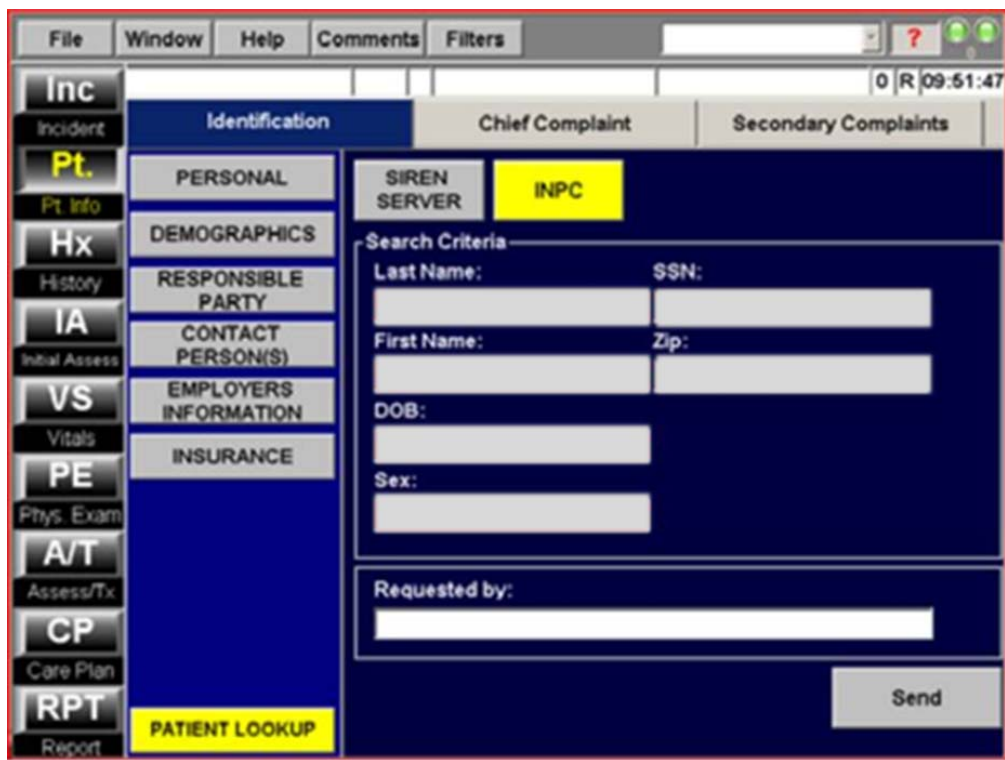 File Window Help Comments Filters ?
0
0 R 09:51:47
Inc
Incident
Pt.
Pt. Info
Hx
History
IA
Initial Assess
VS
Vitals
PE
Phys. Exam
A/T
Assess/Tx
CP
Care Plan
RPT
Report
Identification Chief Complaint Secondary Complaints
PERSONAL
DEMOGRAPHICS
RESPONSIBLE
PARTY
CONTACT
PERSON(S)
EMPLOYERS
INFORMATION
INSURANCE
PATIENT LOOKUP
SIREN
SERVER
INPC
Search Criteria
Last Name: SSN:
First Name: Zip:
DOB:
Sex:
Requested by:
Send